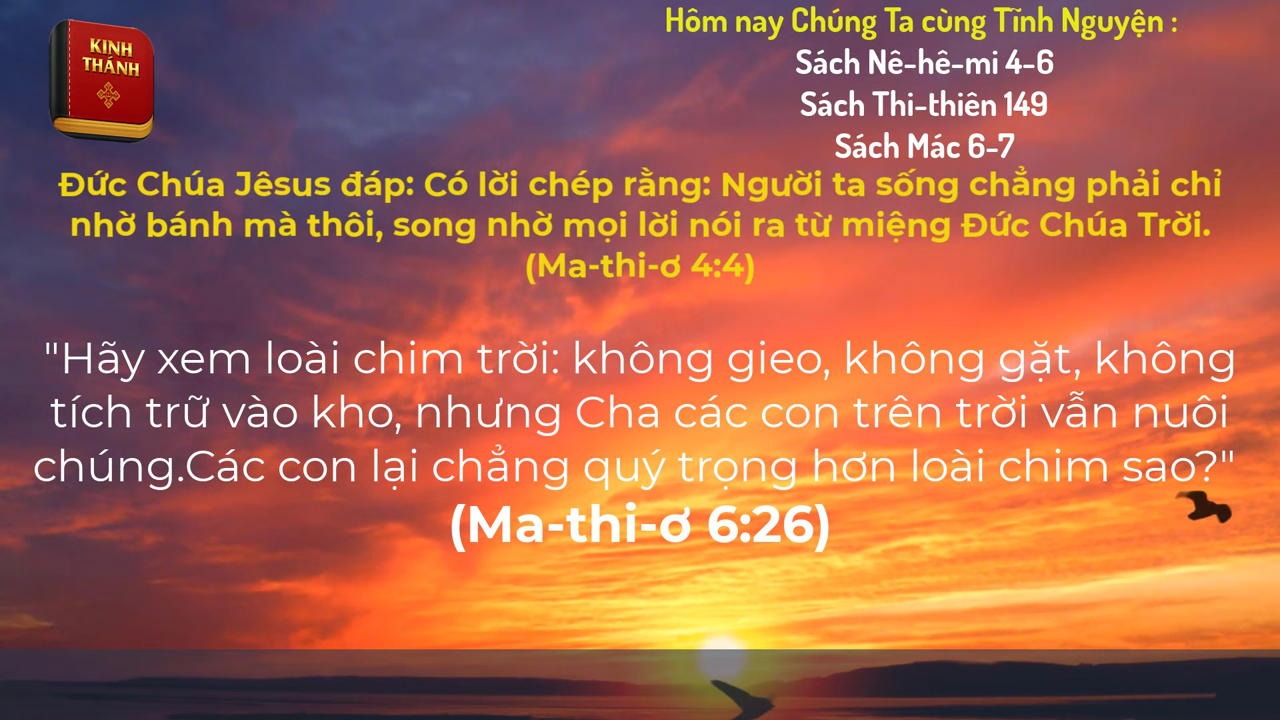 KINH
THÁNH
Hôm nay Chúng Ta cùng Tĩnh Nguyện :
Sách Nê-hê-mi 4-6
Sách Thi-thiên 149
Sách Mác 6-7
Đức Chúa Jêsus đáp: Có lời chép rằng: Người ta sống chẳng phải chỉ
nhờ bánh mà thôi, song nhờ mọi lời nói ra từ miệng Đức Chúa Trời.
(Ma-thi-ơ 4:4)
"Hãy xem loài chim trời: không gieo, không gặt, không
tích trữ vào kho, nhưng Cha các con trên trời vẫn nuôi
chúng.Các con lại chẳng quý trọng hơn loài chim sao?"
(Ma-thi-ơ 6:26)